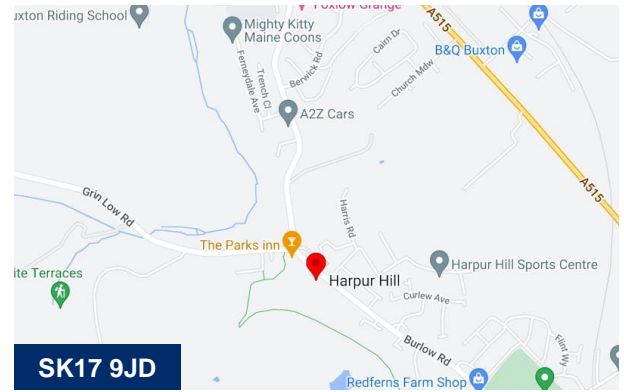 uxton Riding School
Foxlow Grange
A515
Mighty Kitty
Maine Coons
Cairn Dr
B&Q Buxton
Berwick Rd
Ferneydale Ave
Trench Cl
Church Mdw
A2Z Cars
A515
Grin Low Rd
Harris Rd
The Parks inn
Harpur Hill Sports Centre
ite Terraces
Harpur Hill
Curlew Ave
Burlow Rd
Flint Wy
SK17 9JD
Redferns Farm Shop